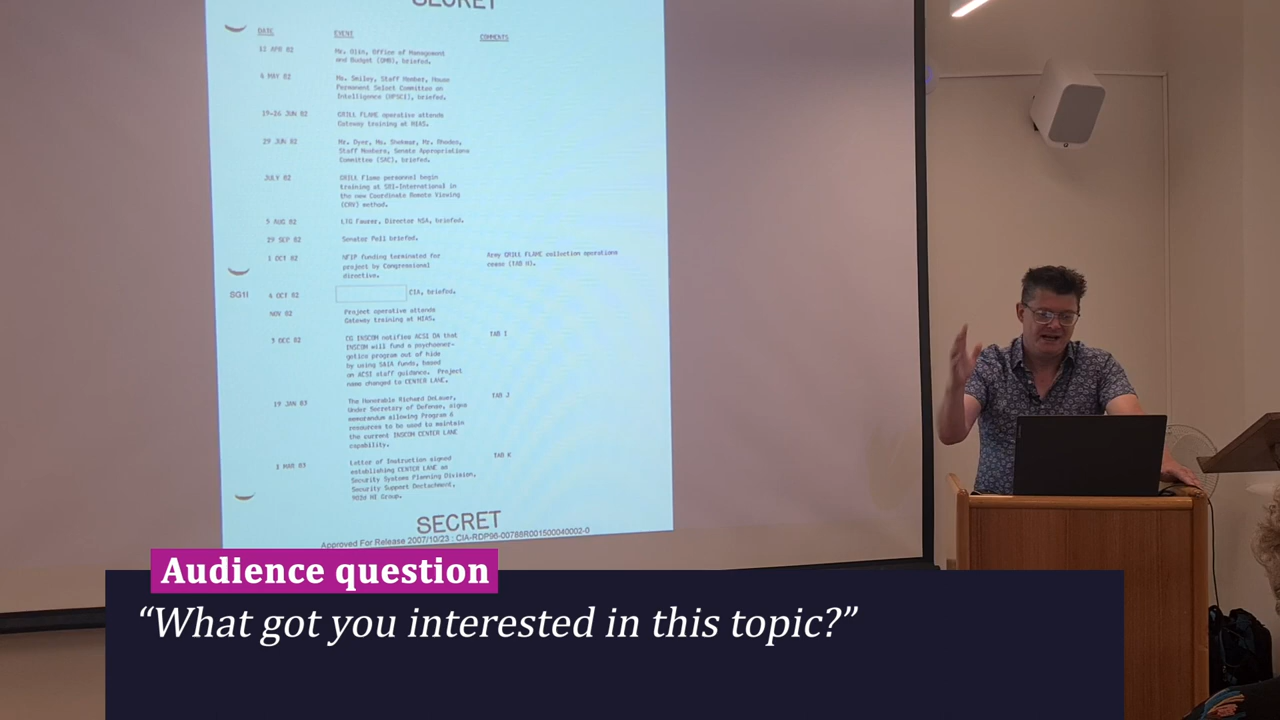 SECRET
DATE EVENT COMMENTS
12 APR 82 Mr. Olin, Office of Management
and Budget (OMB), briefed.
6 MAY 82 Ms. Smiley, Staff Member, House
Permanent Select Committee on
Intelligence (HPSCI), briefed.
19-26 JUN 82 GRILL FLAME operative attends
Gateway training at MIAS.
29 JUN 82 Mr. Dyer, Ms. Mr. Rhodes,
Staff Members, Senate Appropriations
Committee (SAC), briefed.
JULY 82 GRILL Flame personnel begin
training at SRI-International in
the new Coordinate Remote Viewing
(CRV) method.
5 AUG 82 LTG Faurer, Director NSA, briefed.
29 SEP 82 Senator Pell briefed.
1 OCT 82 NFIP funding terminated for
project by Congressional
directive.
Army GRILL FLAME collection operations
cease (TAB H).
SG1I 4 OCT 82 CIA, briefed.
NOV 82 Project operative attends
Gateway training at MIAS.
3 DEC 82 CG INSCOM notifies ACSI DA that
INSCOM will fund a psychoener-
getics program out of hide
by using funds, based
on ACSI staff guidance. Project
name changed to CENTER LANE.
TAB I
19 JAN 83 The Honorable Richard DeLauer,
Under Secretary of Defense, signs
memorandum allowing Program 6
resources to be used to maintain
the current INSCOM CENTER LANE
capability.
TAB J
1 MAR 83 Letter of Instruction signed
establishing CENTER LANE as
Security Systems Planning Division,
Security Support Detachment,
902d MI Group.
TAB K
SECRET
Approved For Release 2007/10/23 : CIA-RDP96-00788R001500040002-0
Audience question
“What got you interested in this topic?”